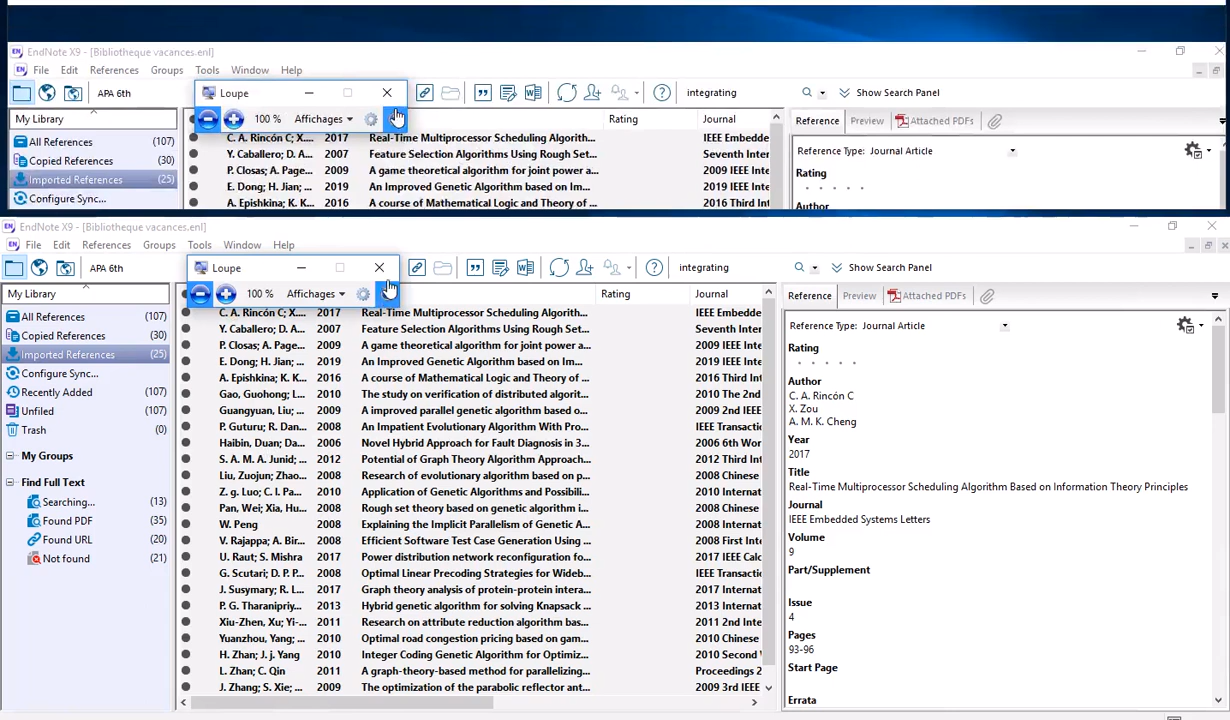 EndNote X9 - [Bibliotheque vacances.enl]
File Edit References Groups Tools Window Help
APA 6th
Loupe
integrating
Show Search Panel
100 % Affichages
My Library
Rating Journal
Reference Preview Attached PDFs
All References (107)
Copied References (30)
Imported References (25)
Configure Sync...
C. A. Rincón C; X.... 2017 Real-Time Multiprocessor Scheduling Algorith... IEEE Embedde
Y. Caballero; D. A... 2007 Feature Selection Algorithms Using Rough Set... Seventh Inter
P. Closas; A. Page... 2009 A game theoretical algorithm for joint power a... 2009 IEEE Inte
E. Dong; H. Jian; ... 2019 An Improved Genetic Algorithm based on Im... 2019 IEEE Inte
A. Epishkina; K. K... 2016 A course of Mathematical Logic and Theory of ... 2016 Third Int
Reference Type: Journal Article
Rating
Author
EndNote X9 - [Bibliotheque vacances.enl]
File Edit References Groups Tools Window Help
APA 6th
Loupe
integrating
Show Search Panel
100 % Affichages
My Library
Rating Journal
Reference Preview Attached PDFs
All References (107)
Copied References (30)
Imported References (25)
Configure Sync...
Recently Added (107)
Unfiled (107)
Trash (0)
My Groups
Find Full Text
Searching... (13)
Found PDF (35)
Found URL (20)
Not found (21)
C. A. Rincón C; X.... 2017 Real-Time Multiprocessor Scheduling Algorith... IEEE Embedde
Y. Caballero; D. A... 2007 Feature Selection Algorithms Using Rough Set... Seventh Inter
P. Closas; A. Page... 2009 A game theoretical algorithm for joint power a... 2009 IEEE Inte
E. Dong; H. Jian; ... 2019 An Improved Genetic Algorithm based on Im... 2019 IEEE Inte
A. Epishkina; K. K... 2016 A course of Mathematical Logic and Theory of ... 2016 Third Int
Gao, Guohong; L... 2010 The study on verification of distributed algorit... 2010 The 2nd
Guangyuan, Liu; ... 2009 A improved parallel genetic algorithm based o... 2009 2nd IEEE
P. Guturu; R. Dan... 2008 An Impatient Evolutionary Algorithm With Pro... IEEE Transactic
Haibin, Duan; Da... 2006 Novel Hybrid Approach for Fault Diagnosis in 3... 2006 6th Wor
S. A. M. A. Junid; ... 2012 Potential of Graph Theory Algorithm Approach... 2012 Third Int
Liu, Zuojun; Zhao... 2008 Research of evolutionary algorithm based on p... 2008 Chinese
Z. g. Luo; C. l. Pa... 2010 Application of Genetic Algorithms and Possibili... 2010 Internat
Pan, Wei; Xia, Hu... 2008 Rough set theory based on genetic algorithm i... 2008 Internat
W. Peng 2008 Explaining the Implicit Parallelism of Genetic A... 2008 Internat
V. Rajappa; A. Bir... 2008 Efficient Software Test Case Generation Using ... 2008 First Inte
U. Raut; S. Mishra 2017 Power distribution network reconfiguration fo... 2017 IEEE Calc
G. Scutari; D. P. P... 2008 Optimal Linear Precoding Strategies for Wideb... IEEE Transactic
J. Susymary; R. L... 2017 Graph theory analysis of protein-protein intera... 2017 Internat
P. G. Tharanipriy... 2013 Hybrid genetic algorithm for solving Knapsack ... 2013 Internat
Xiu-Zhen, Xu; Yi-... 2011 Research on attribute reduction algorithm bas... 2011 2nd Inte
Yuanzhou, Yang; ... 2010 Optimal road congestion pricing based on gam... 2010 Chinese
H. Zhan; J. j. Yang 2010 Integer Coding Genetic Algorithm for Optimiz... 2010 Second
L. Zhan; C. Qin 2011 A graph-theory-based method for parallelizing... Proceedings 2
J. Zhang; S. Xie; ... 2009 The optimization of the parabolic reflector ant... 2009 3rd IEEE
Reference Type: Journal Article
Rating
Author
C. A. Rincón C
X. Zou
A. M. K. Cheng
Year
2017
Title
Real-Time Multiprocessor Scheduling Algorithm Based on Information Theory Principles
Journal
IEEE Embedded Systems Letters
Volume
9
Part/Supplement
Issue
4
Pages
93-96
Start Page
Errata